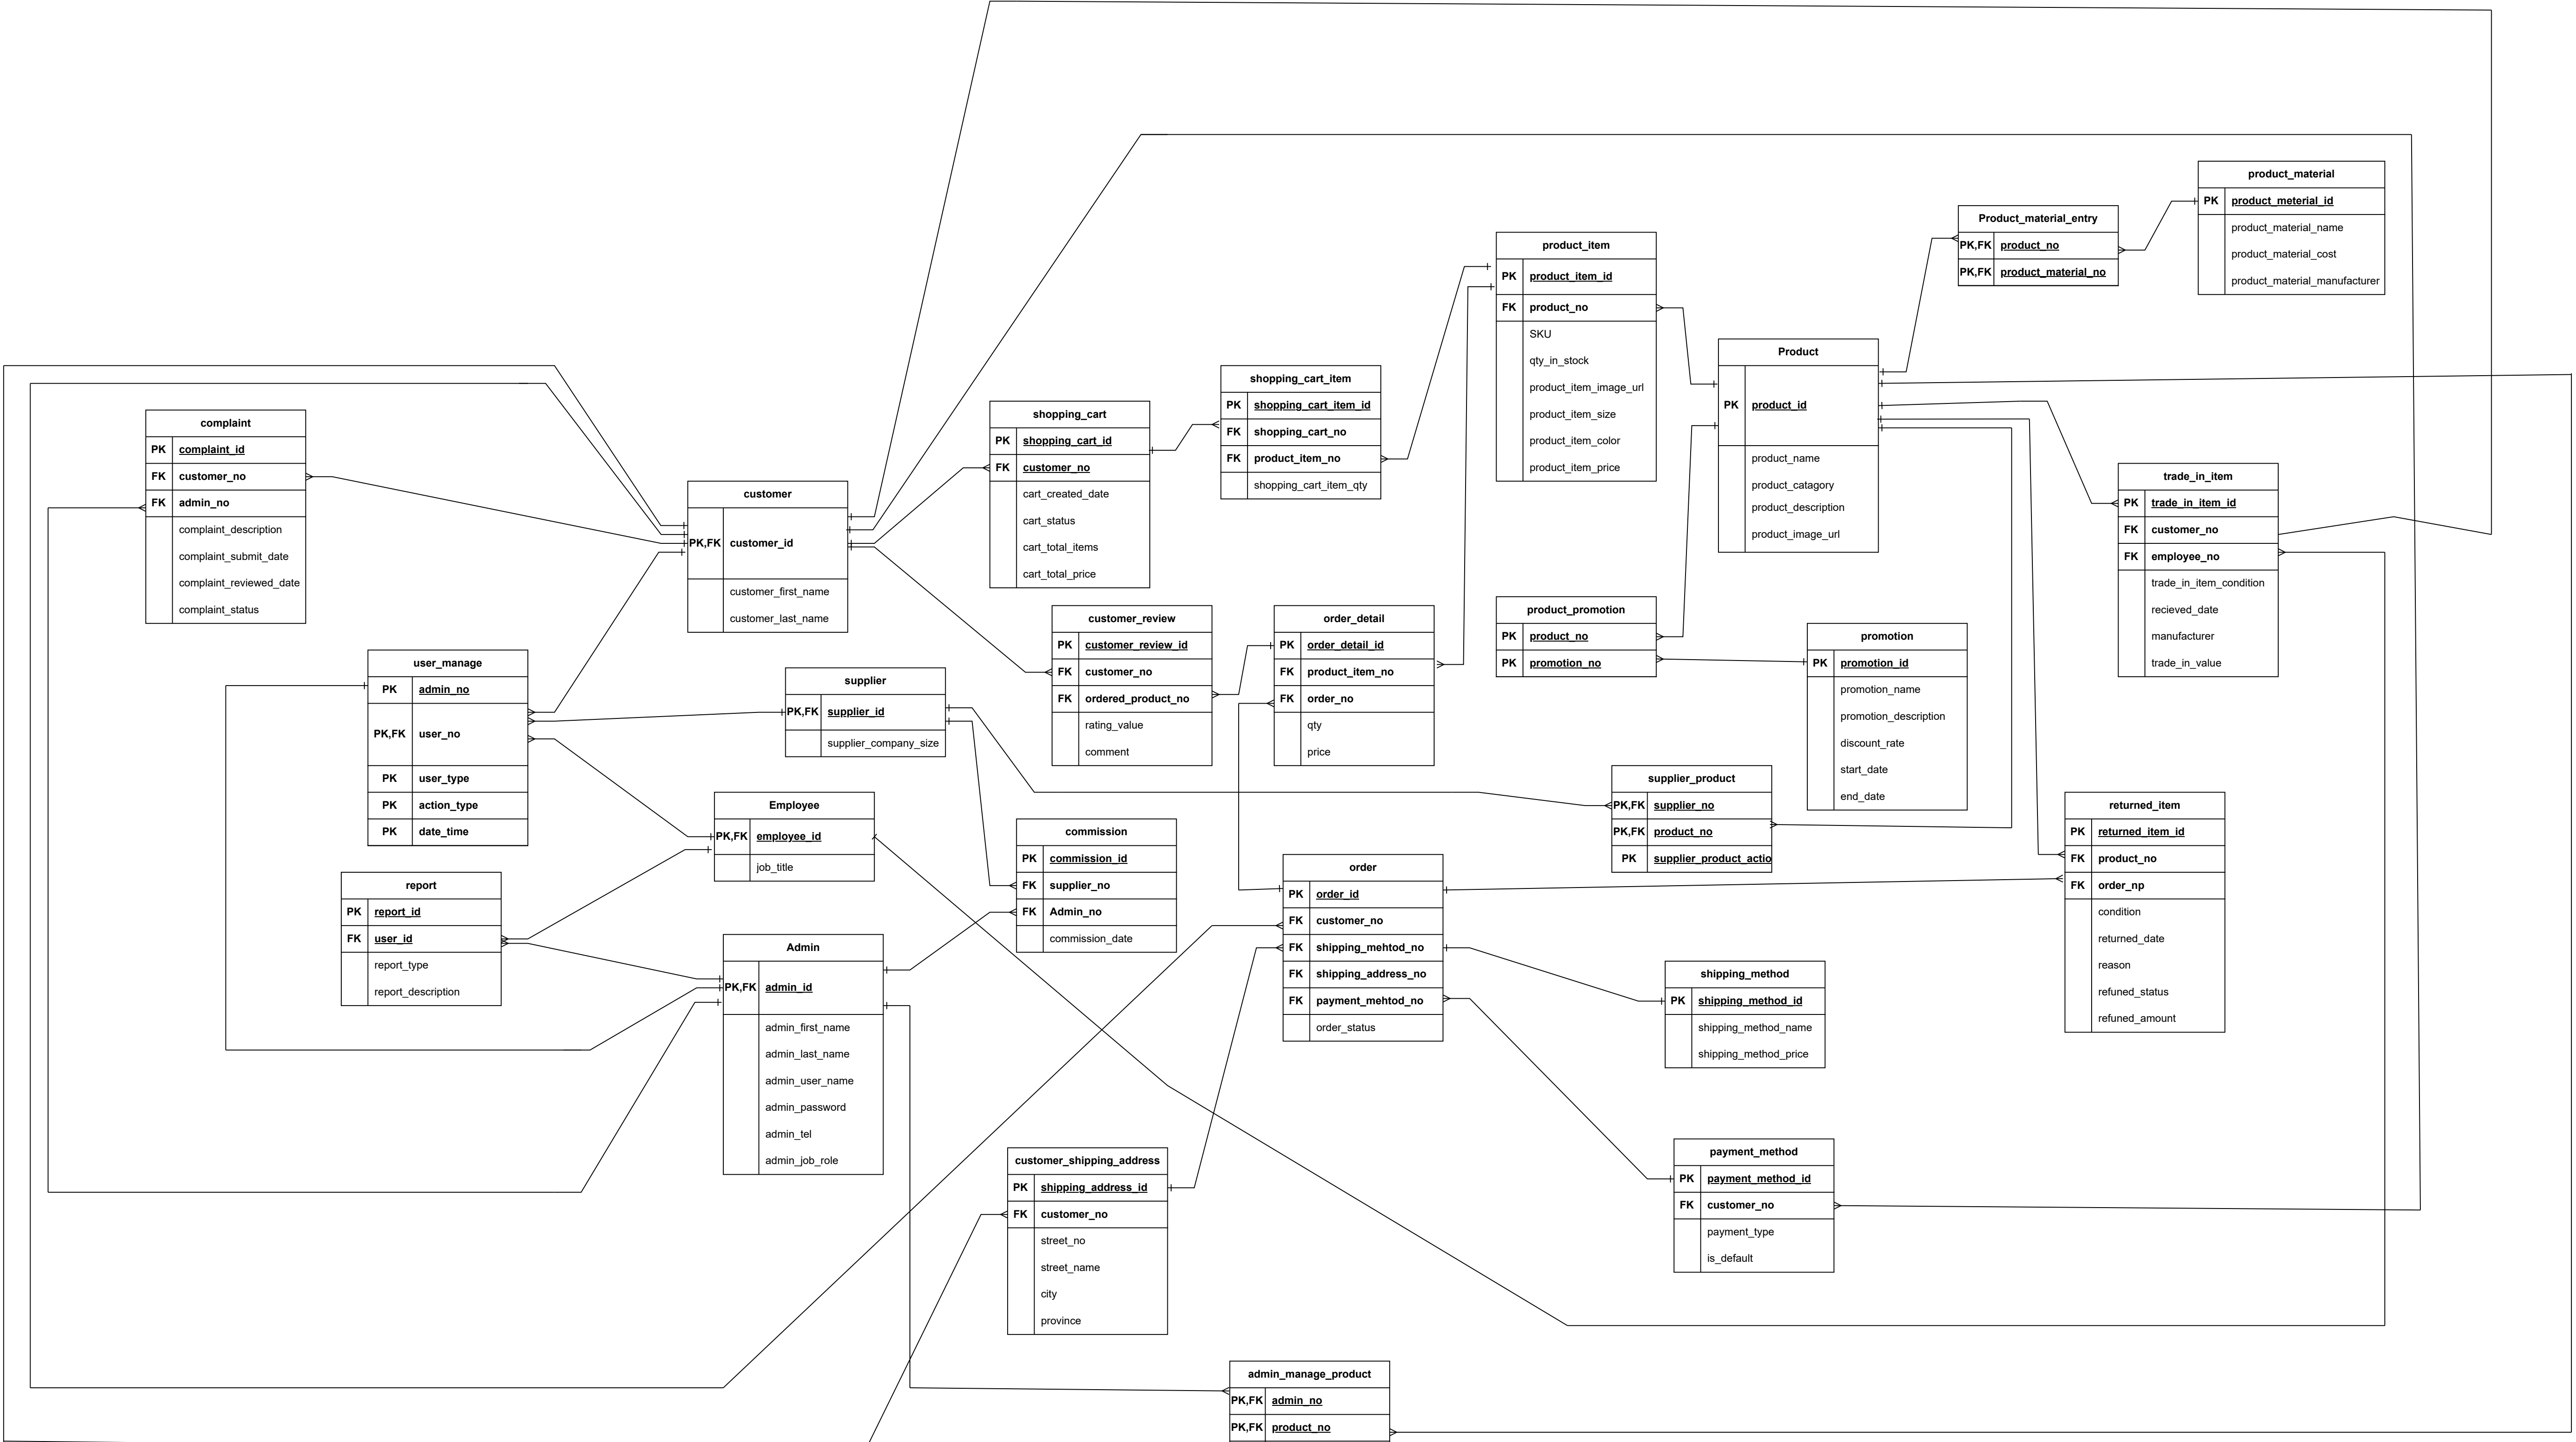 product_material
PK product_meterial_id
product_material_name
product_material_cost
product_material_manufacturer
Product_material_entry
PK,FK product_no
PK,FK product_material_no
product_item
PK product_item_id
FK product_no
SKU
qty_in_stock
product_item_image_url
product_item_size
product_item_color
product_item_price
Product
PK product_id
product_name
product_catagory
product_description
product_image_url
shopping_cart_item
PK shopping_cart_item_id
FK shopping_cart_no
FK product_item_no
shopping_cart_item_qty
shopping_cart
PK shopping_cart_id
FK customer_no
cart_created_date
cart_status
cart_total_items
cart_total_price
complaint
PK complaint_id
FK customer_no
FK admin_no
complaint_description
complaint_submit_date
complaint_reviewed_date
complaint_status
customer
PK,FK customer_id
customer_first_name
customer_last_name
trade_in_item
PK trade_in_item_id
FK customer_no
FK employee_no
trade_in_item_condition
recieved_date
manufacturer
trade_in_value
customer_review
PK customer_review_id
FK customer_no
FK ordered_product_no
rating_value
comment
order_detail
PK order_detail_id
FK product_item_no
FK order_no
qty
price
product_promotion
PK product_no
PK promotion_no
promotion
PK promotion_id
promotion_name
promotion_description
discount_rate
start_date
end_date
user_manage
PK admin_no
PK,FK user_no
PK user_type
PK action_type
PK date_time
supplier
PK,FK supplier_id
supplier_company_size
supplier_product
PK,FK supplier_no
PK,FK product_no
PK supplier_product_actio
Employee
PK,FK employee_id
job_title
commission
PK commission_id
FK supplier_no
FK Admin_no
commission_date
returned_item
PK returned_item_id
FK product_no
FK order_np
condition
returned_date
reason
refuned_status
refuned_amount
order
PK order_id
FK customer_no
FK shipping_mehtod_no
FK shipping_address_no
FK payment_mehtod_no
order_status
report
PK report_id
FK user_id
report_type
report_description
Admin
PK,FK admin_id
admin_first_name
admin_last_name
admin_user_name
admin_password
admin_tel
admin_job_role
shipping_method
PK shipping_method_id
shipping_method_name
shipping_method_price
customer_shipping_address
PK shipping_address_id
FK customer_no
street_no
street_name
city
province
payment_method
PK payment_method_id
FK customer_no
payment_type
is_default
admin_manage_product
PK,FK admin_no
PK,FK product_no